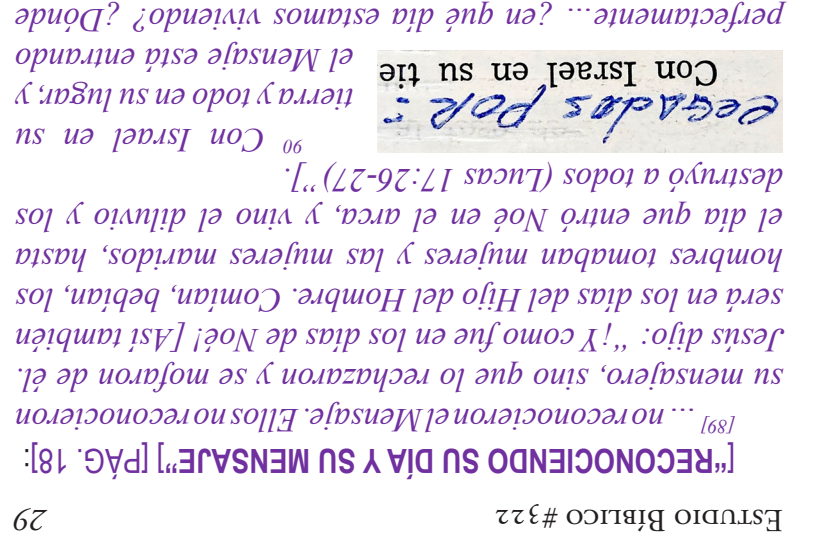 ESTUDIO BÍBLICO #322 29
["RECONOCIENDO SU DÍA Y SU MENSAJE"] [PÁG. 18]:
[89] ... no reconocieron el Mensaje. Ellos no reconocieron
su mensajero, sino que lo rechazaron y se mofaron de él.
Jesús dijo: "¡Y como fue en los días de Noé! [Así también
será en los días del Hijo del Hombre. Comían, bebían, los
hombres tomaban mujeres y las mujeres maridos, hasta
el día que entró Noé en el arca, y vino el diluvio y los
destruyó a todos (Lucas 17:26-27)"].
90 Con Israel en su
tierra y todo en su lugar, y
el Mensaje está entrando
perfectamente... ¿en qué día estamos viviendo? ¿Dónde
cegados POR:
Con Israel en su tie